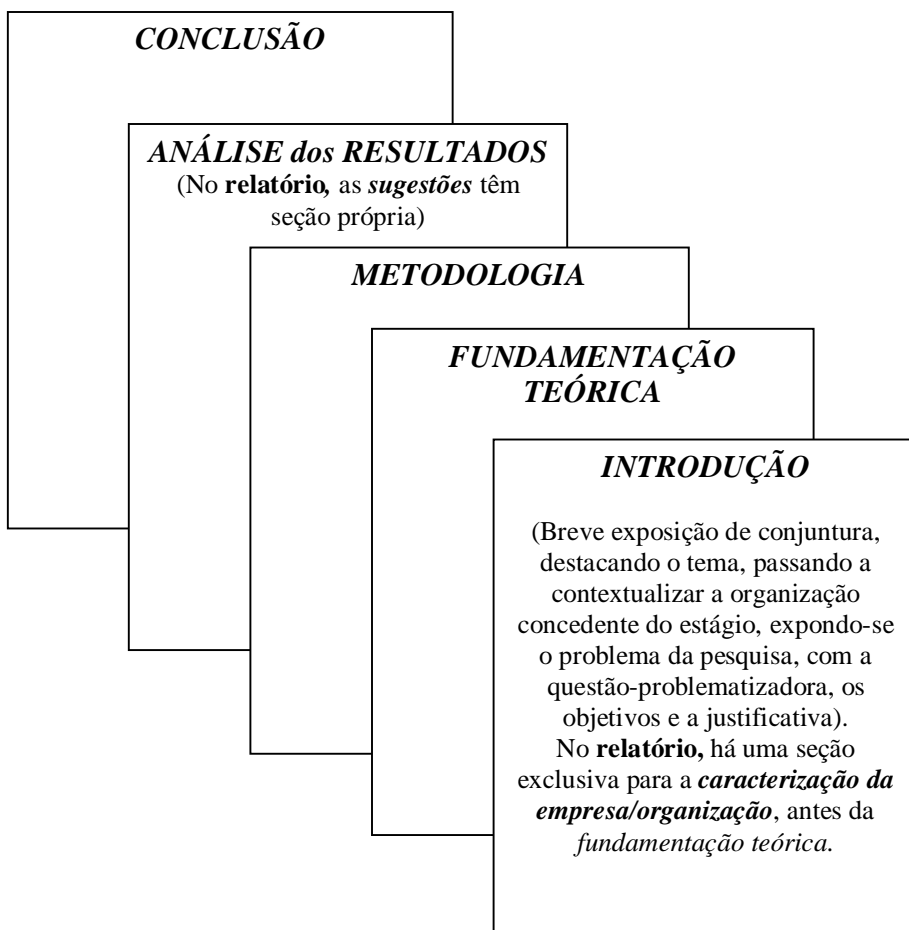 CONCLUSÃO
ANÁLISE dos RESULTADOS
(No relatório, as sugestões têm
seção própria)
METODOLOGIA
FUNDAMENTAÇÃO
TEÓRICA
INTRODUÇÃO
(Breve exposição de conjuntura,
destacando o tema, passando a
contextualizar a organização
concedente do estágio, expondo-se
o problema da pesquisa, com a
questão-problematizadora, os
objetivos e a justificativa).
No relatório, há uma seção
exclusiva para a caracterização da
empresa/organização, antes da
fundamentação teórica.